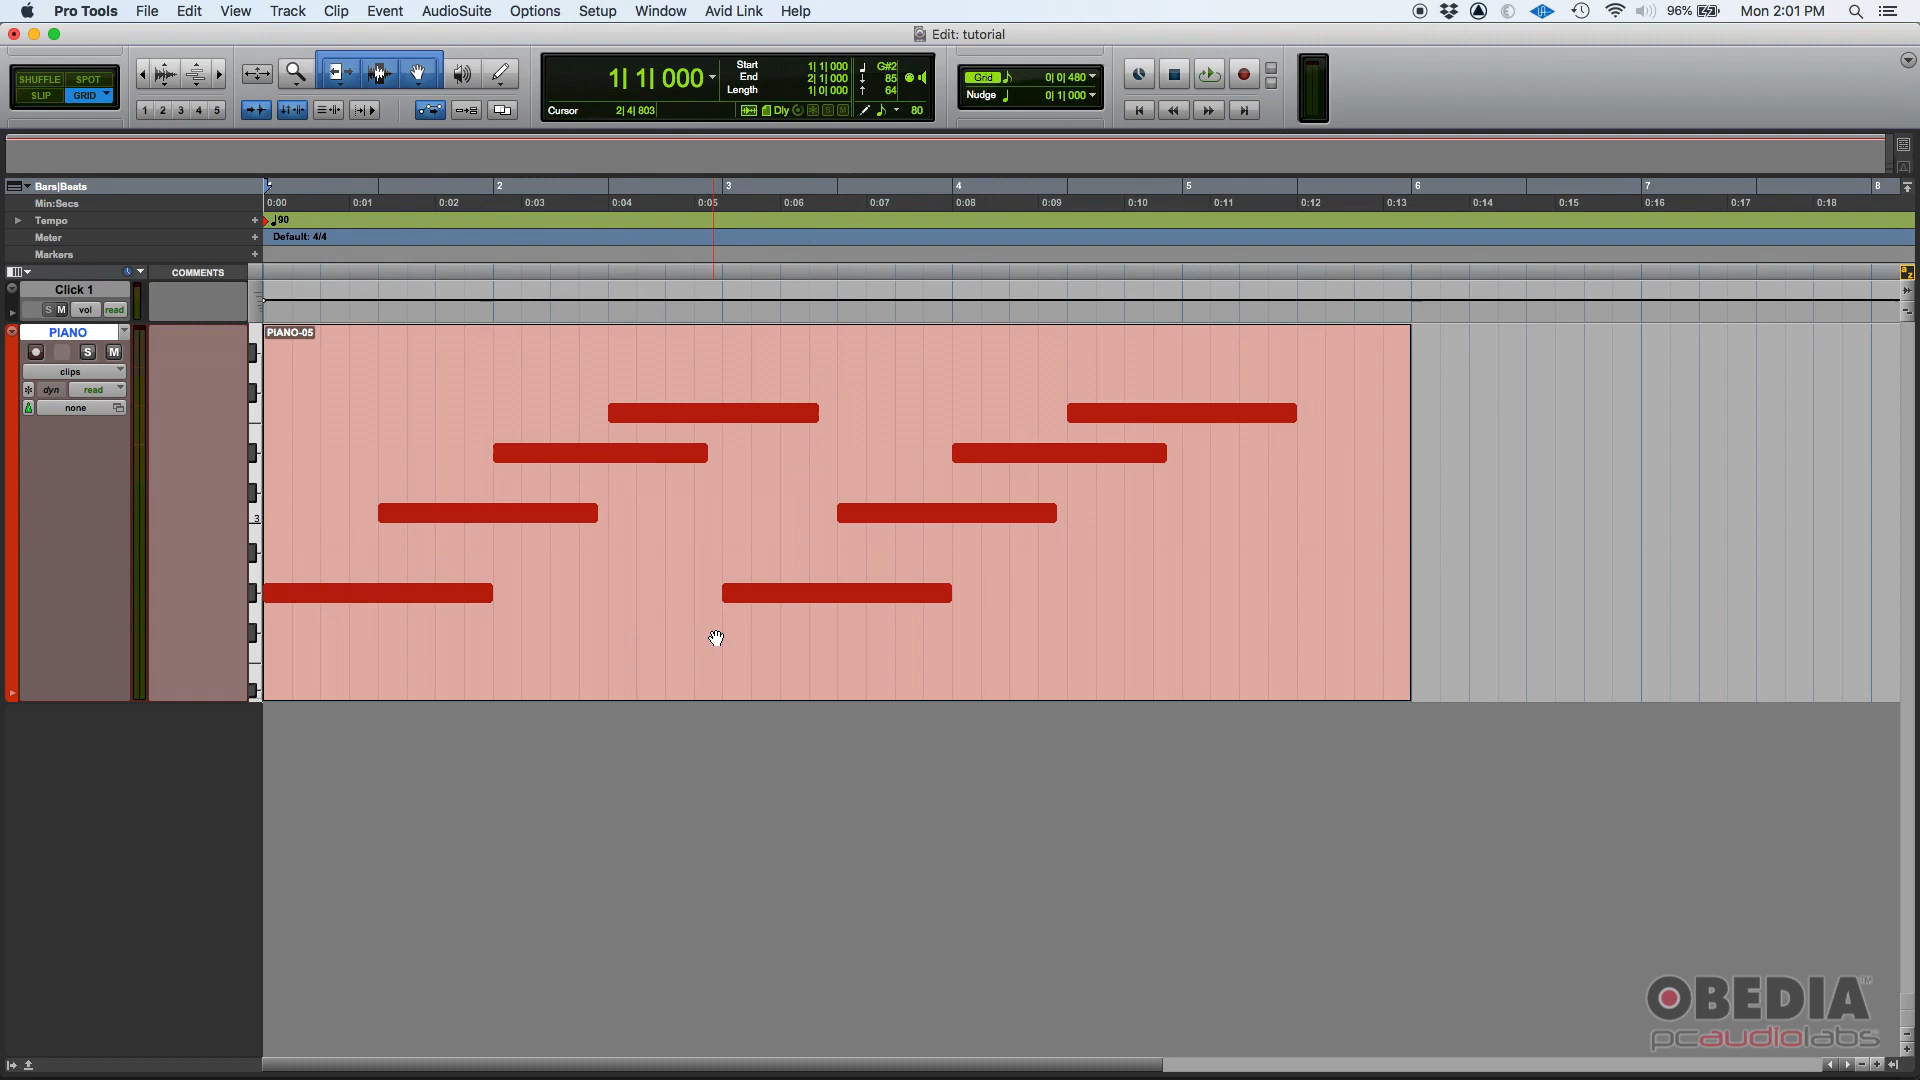 Pro Tools File Edit View Track Clip Event AudioSuite Options Setup Window Avid Link Help 96% Mon 2:01 PM
Edit: tutorial
SHUFFLE SPOT
SLIP GRID
1 2 3 4 5
1| 1| 000
Start 1| 1| 000 G#2
End 2| 1| 000 85
Length 1| 0| 000 64
Cursor 2| 4| 803 Dly S M 80
Grid 0| 0| 480
Nudge 0| 1| 000
Bars|Beats 2 3 4 5 6 7 8
Min:Secs 0:00 0:01 0:02 0:03 0:04 0:05 0:06 0:07 0:08 0:09 0:10 0:11 0:12 0:13 0:14 0:15 0:16 0:17 0:18
Tempo + 90
Meter + Default: 4/4
Markers +
COMMENTS
a z
Click 1
S M vol read
PIANO
PIANO-05
S M
clips
dyn read
none
3
OBEDIA™
pcaudiolabs